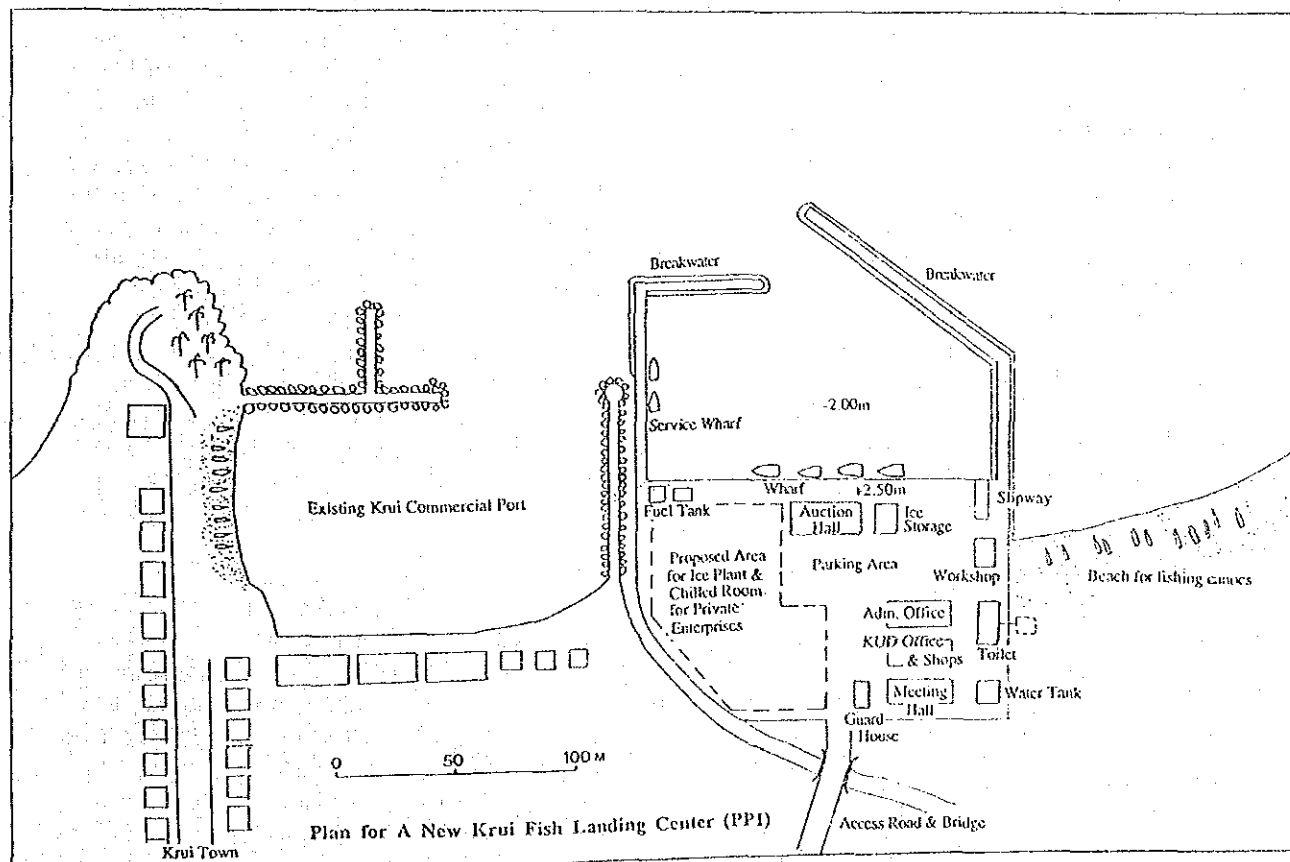 Breakwater
Breakwater
-2.00m
Service Wharf
Existing Krui Commercial Port
Fuel Tank
Wharf
+2.50m
Slipway
Auction
Hall
Ice
Storage
Proposed Area
for Ice Plant &
Chilled Room
for Private
Enterprises
Parking Area
Workshop
Beach for fishing canoes
Adm. Office
KUD Office
& Shops
Toilet
Meeting
Hall
Water Tank
Guard
House
0 50 100 M
Plan for A New Krui Fish Landing Center (PPI)
Access Road & Bridge
Krui Town